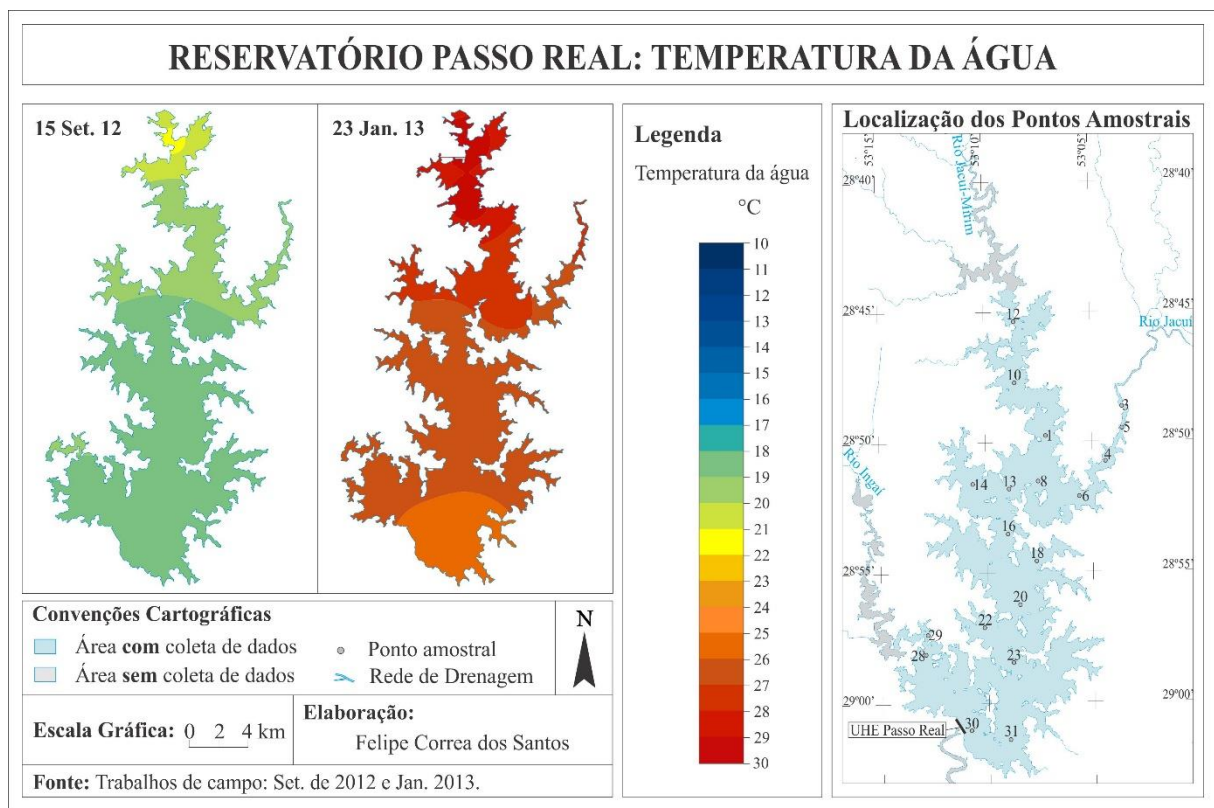 RESERVATÓRIO PASSO REAL: TEMPERATURA DA ÁGUA
15 Set. 12
23 Jan. 13
Legenda
Temperatura da água
°C
10
11
12
13
14
15
16
17
18
19
20
21
22
23
24
25
26
27
28
29
30
Localização dos Pontos Amostrais
53°15'
53°10'
53°05'
28°40'
28°40'
Rio Jacuí-Mirim
28°45'
28°45'
Rio Jacuí
12
10
3
5
1
28°50'
28°50'
4
Rio Ingaí
14
13
8
6
16
18
28°55'
28°55'
20
22
29
28
23
29°00'
29°00'
UHE Passo Real
30
31
Convenções Cartográficas
Área com coleta de dados
Área sem coleta de dados
Ponto amostral
Rede de Drenagem
N
Escala Gráfica: 0 2 4 km
Elaboração:
Felipe Correa dos Santos
Fonte: Trabalhos de campo: Set. de 2012 e Jan. 2013.